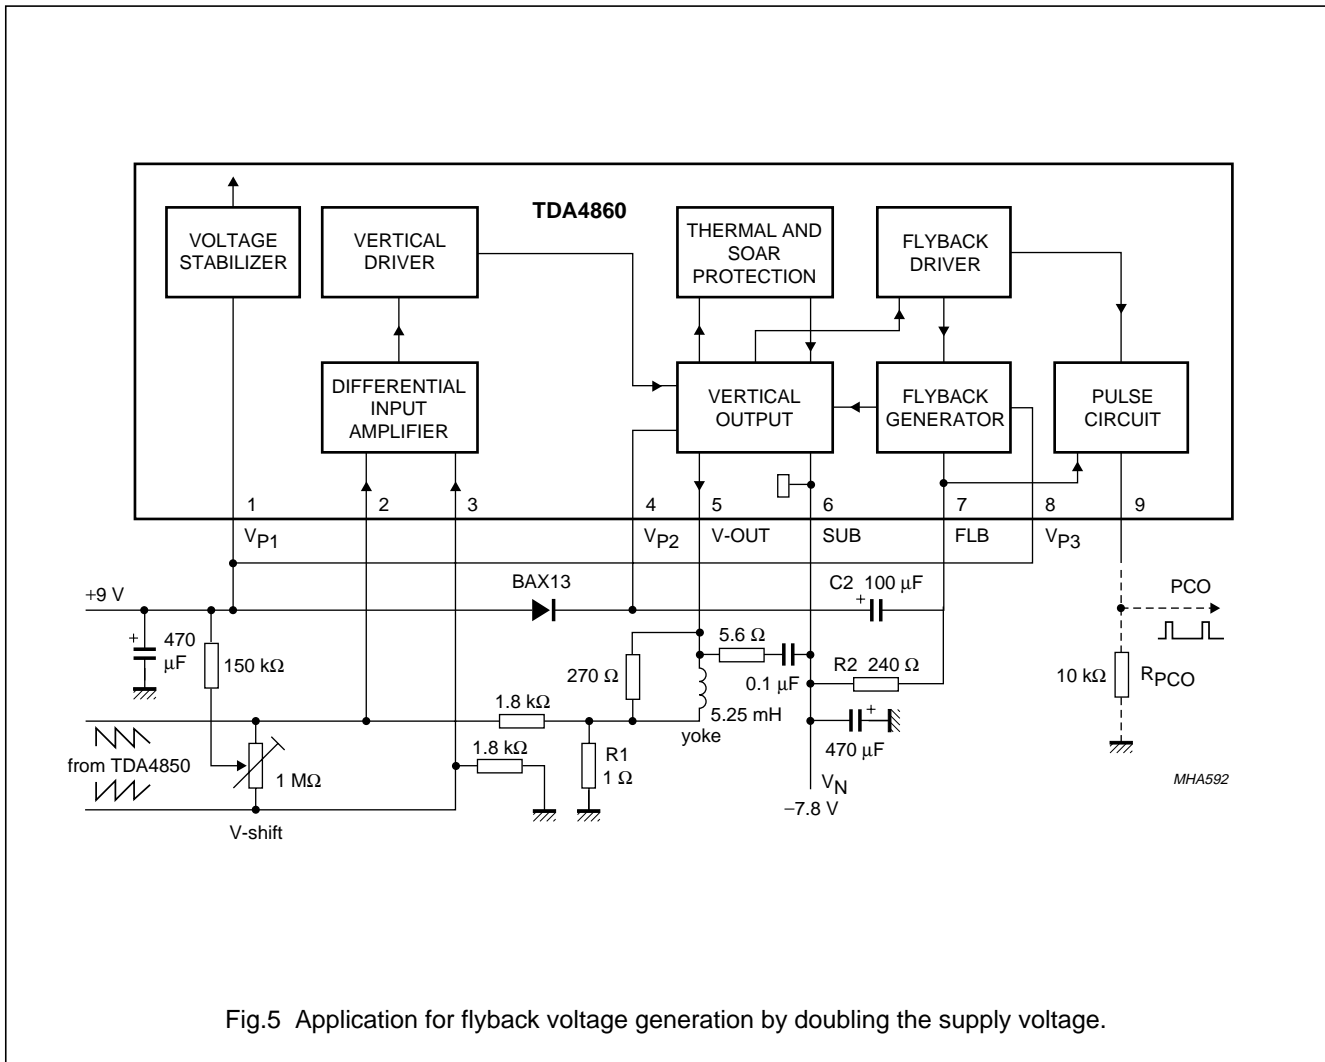 TDA4860
VOLTAGE
STABILIZER
VERTICAL
DRIVER
THERMAL AND
SOAR
PROTECTION
FLYBACK
DRIVER
DIFFERENTIAL
INPUT
AMPLIFIER
VERTICAL
OUTPUT
FLYBACK
GENERATOR
PULSE
CIRCUIT
1 2 3 4 5 6 7 8 9
VP1 VP2 V-OUT SUB FLB VP3
+9 V
BAX13
C2 100 μF
PCO
+
470
μF
150 kΩ
270 Ω
5.6 Ω
0.1 μF
R2 240 Ω
10 kΩ
RPCO
1.8 kΩ
5.25 mH
yoke
+
470 μF
from TDA4850
1 MΩ
1.8 kΩ
R1
1 Ω
VN
−7.8 V
MHA592
V-shift
Fig.5 Application for flyback voltage generation by doubling the supply voltage.